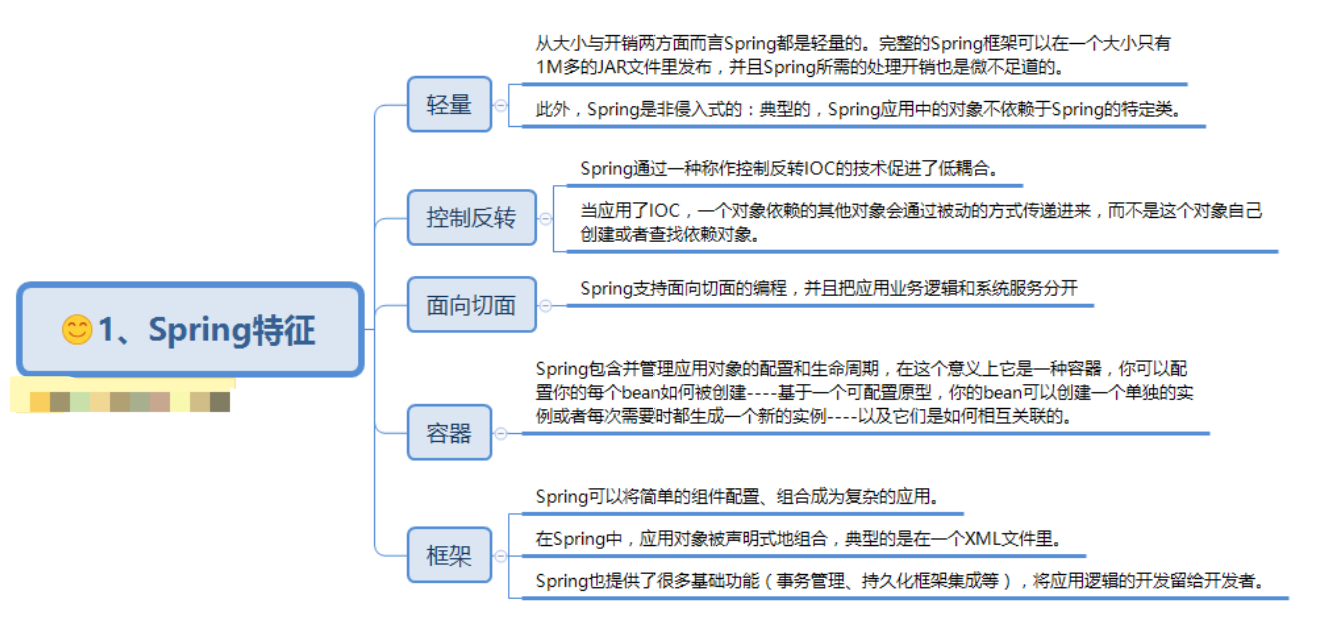 1、Spring特征
轻量
从大小与开销两方面而言Spring都是轻量的。完整的Spring框架可以在一个大小只有
1M多的JAR文件里发布，并且Spring所需的处理开销也是微不足道的。
此外，Spring是非侵入式的：典型的，Spring应用中的对象不依赖于Spring的特定类。
控制反转
Spring通过一种称作控制反转IOC的技术促进了低耦合。
当应用了IOC，一个对象依赖的其他对象会通过被动的方式传递进来，而不是这个对象自己
创建或者查找依赖对象。
面向切面
Spring支持面向切面的编程，并且把应用业务逻辑和系统服务分开
容器
Spring包含并管理应用对象的配置和生命周期，在这个意义上它是一种容器，你可以配
置你的每个bean如何被创建----基于一个可配置原型，你的bean可以创建一个单独的实
例或者每次需要时都生成一个新的实例----以及它们是如何相互关联的。
框架
Spring可以将简单的组件配置、组合成为复杂的应用。
在Spring中，应用对象被声明式地组合，典型的是在一个XML文件里。
Spring也提供了很多基础功能（事务管理、持久化框架集成等），将应用逻辑的开发留给开发者。